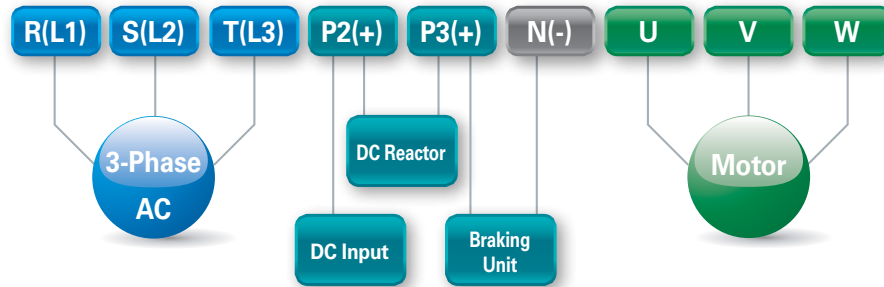 R(L1) S(L2) T(L3) P2(+) P3(+) N(-) U V W
3-Phase
AC
DC Reactor
Motor
DC Input
Braking
Unit